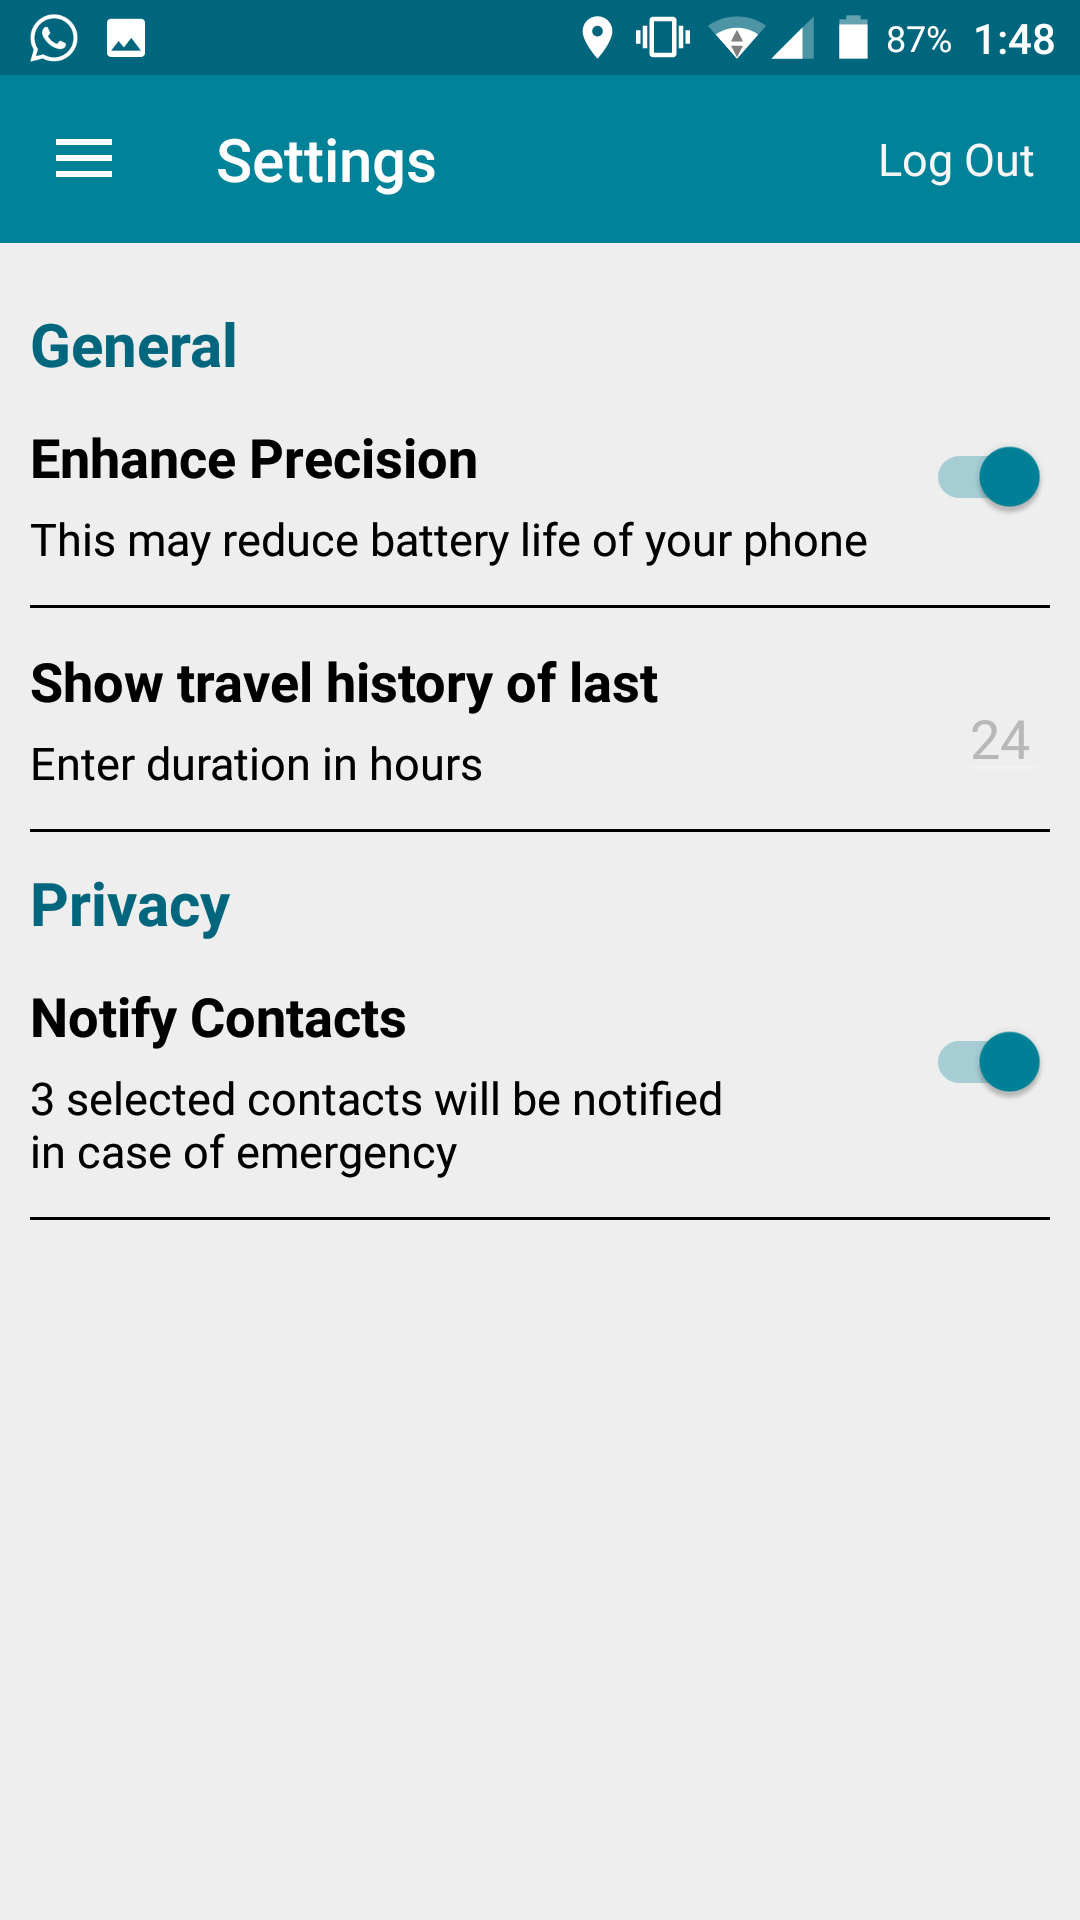 87% 1:48
Settings
Log Out
General
Enhance Precision
This may reduce battery life of your phone
Show travel history of last
24
Enter duration in hours
Privacy
Notify Contacts
3 selected contacts will be notified
in case of emergency